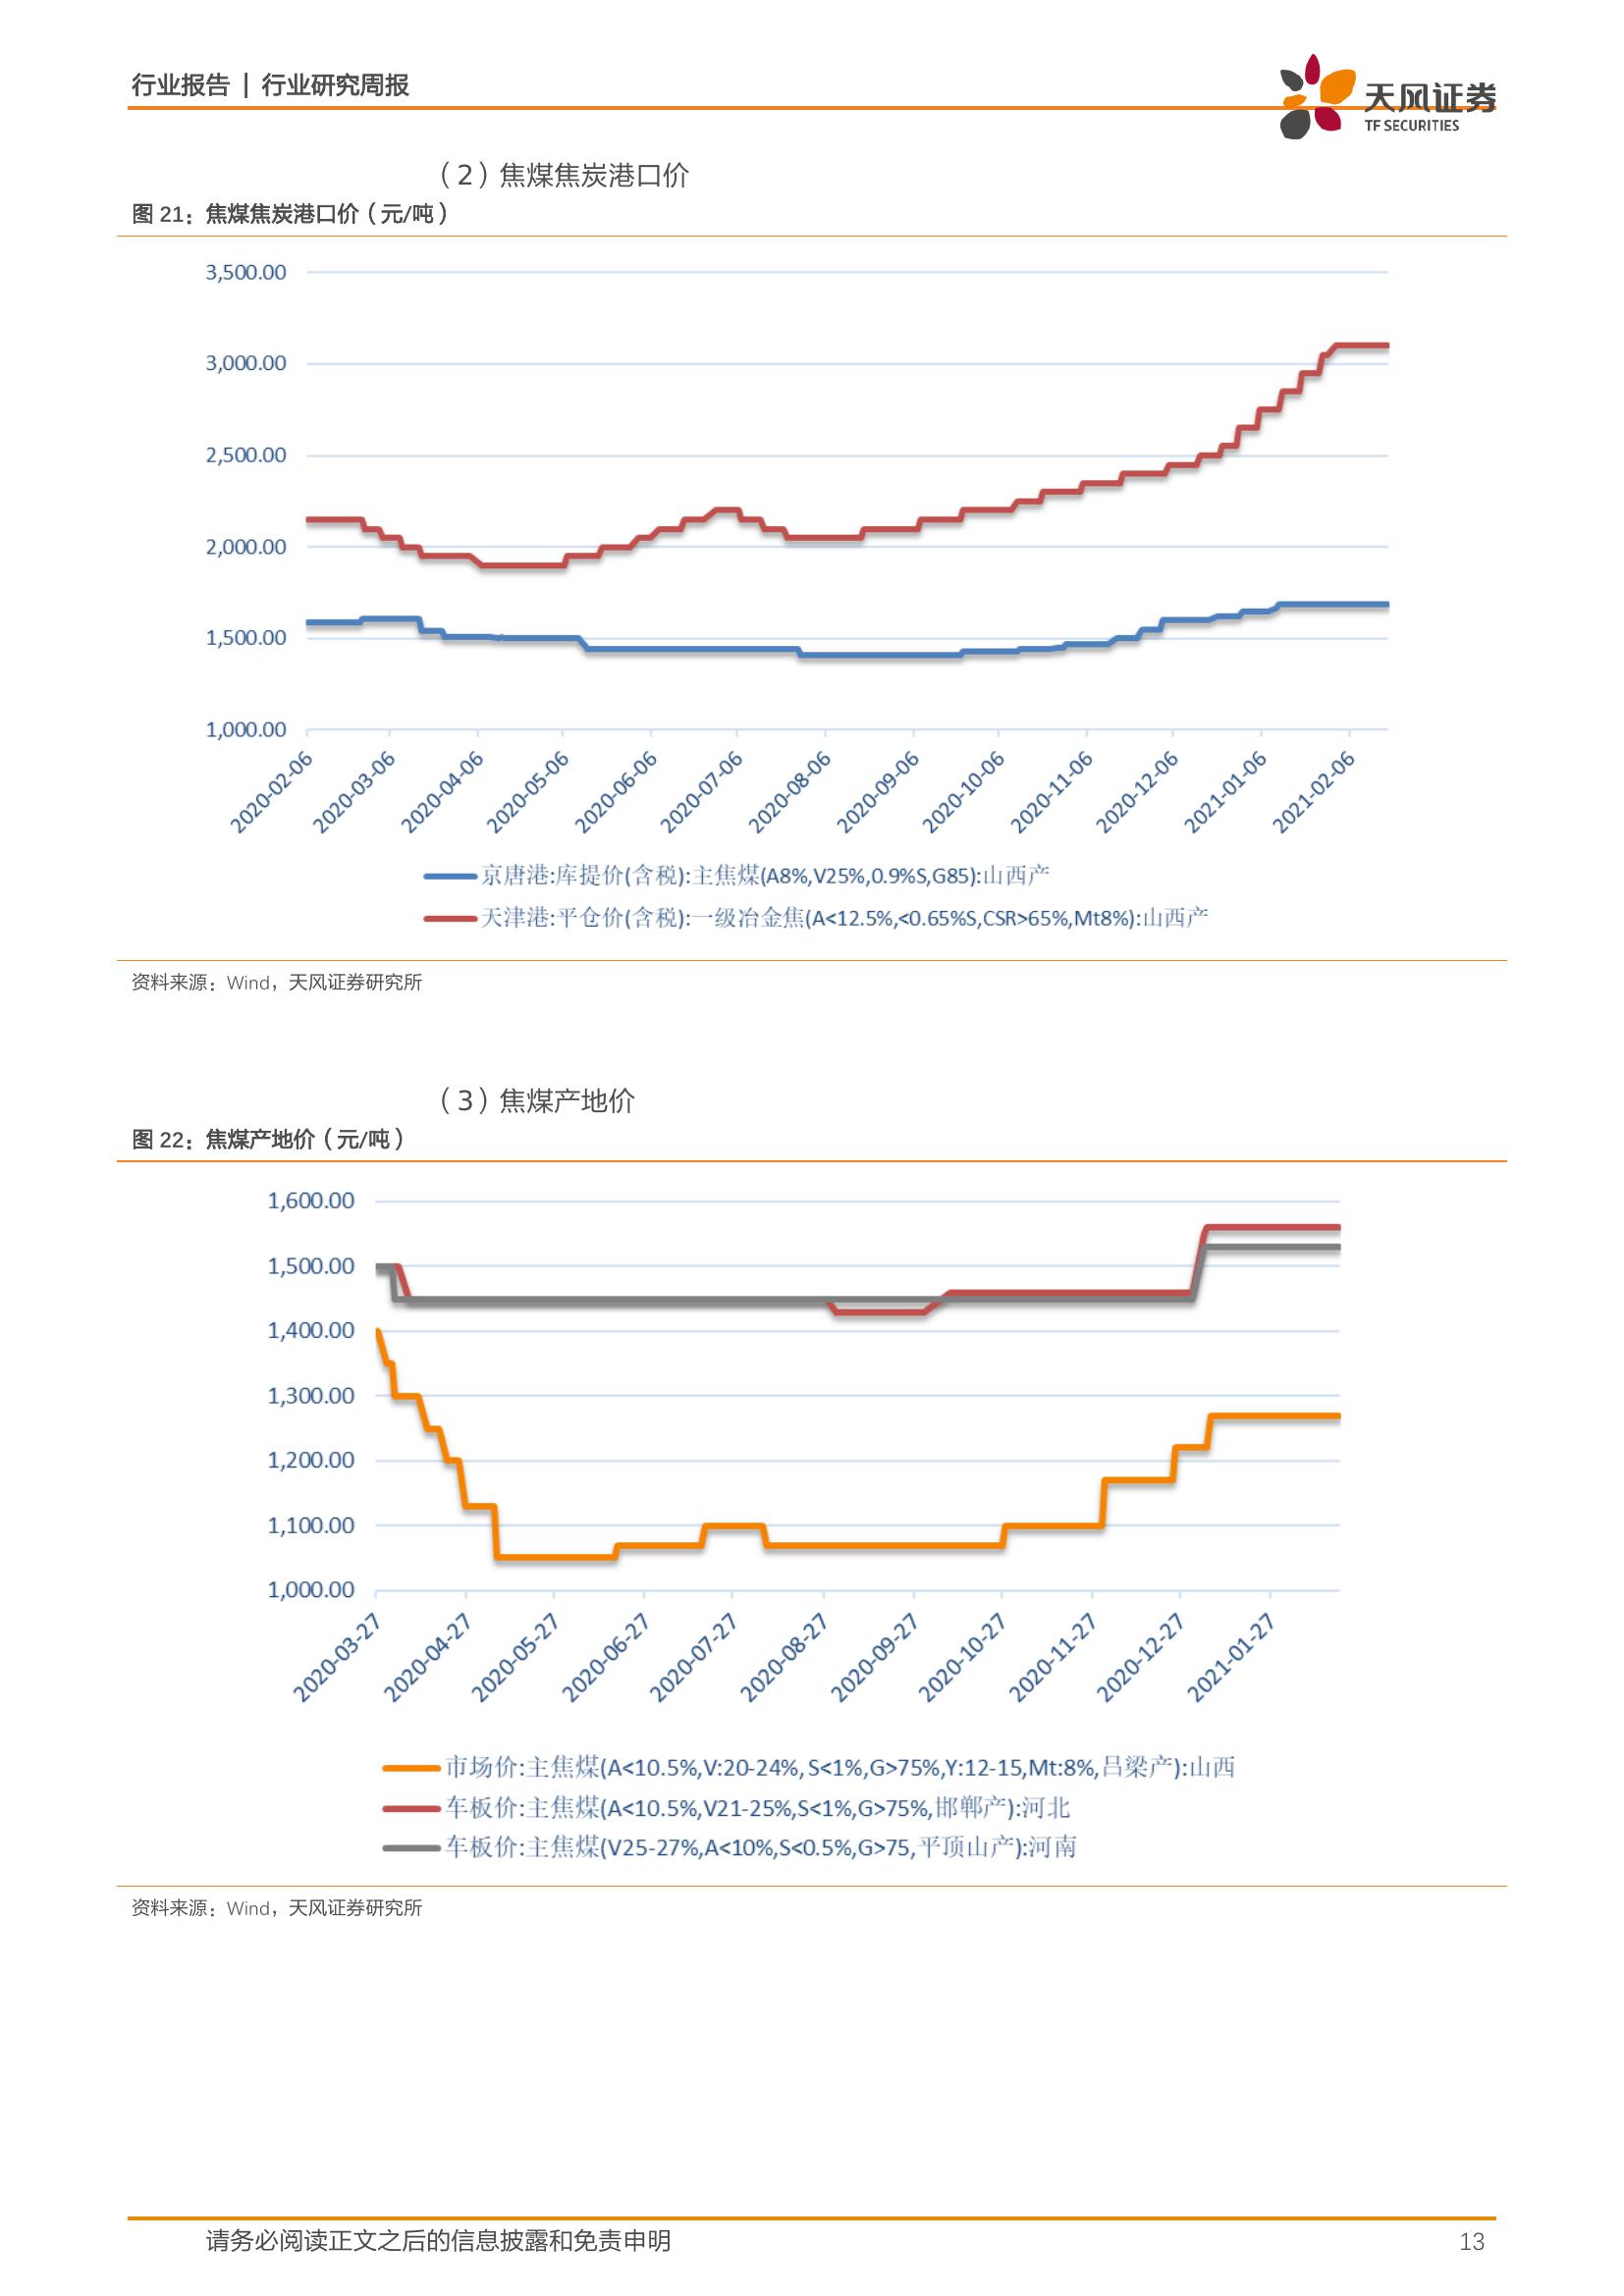 行业报告 | 行业研究周报
天风证券
TF SECURITIES
（2）焦煤焦炭港口价
图 21：焦煤焦炭港口价（元/吨）
3,500.00
3,000.00
2,500.00
2,000.00
1,500.00
1,000.00
2020-02-06
2020-03-06
2020-04-06
2020-05-06
2020-06-06
2020-07-06
2020-08-06
2020-09-06
2020-10-06
2020-11-06
2020-12-06
2021-01-06
2021-02-06
京唐港:库提价(含税):主焦煤(A8%,V25%,0.9%S,G85):山西产
天津港:平仓价(含税):一级冶金焦(A<12.5%,<0.65%S,CSR>65%,Mt8%):山西产
资料来源：Wind，天风证券研究所
（3）焦煤产地价
图 22：焦煤产地价（元/吨）
1,600.00
1,500.00
1,400.00
1,300.00
1,200.00
1,100.00
1,000.00
2020-03-27
2020-04-27
2020-05-27
2020-06-27
2020-07-27
2020-08-27
2020-09-27
2020-10-27
2020-11-27
2020-12-27
2021-01-27
市场价:主焦煤(A<10.5%,V:20-24%,S<1%,G>75%,Y:12-15,Mt:8%,吕梁产):山西
车板价:主焦煤(A<10.5%,V21-25%,S<1%,G>75%,邯郸产):河北
车板价:主焦煤(V25-27%,A<10%,S<0.5%,G>75,平顶山产):河南
资料来源：Wind，天风证券研究所
请务必阅读正文之后的信息披露和免责申明
13